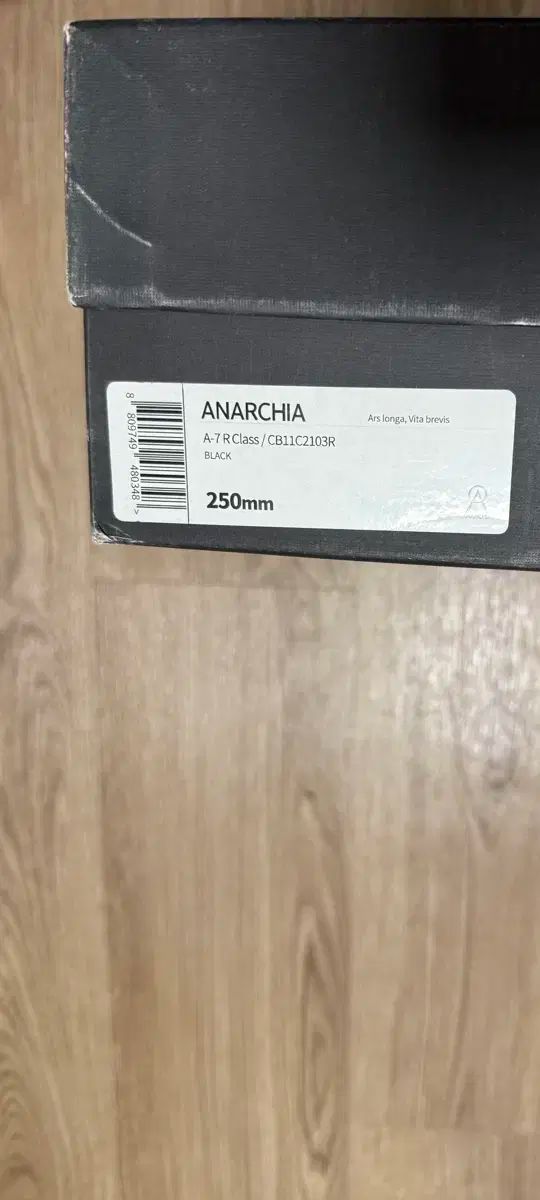 ANARCHIA
Ars longa, Vita brevis
A-7 R Class / CB11C2103R
BLACK
250mm
8 809749 480348 >